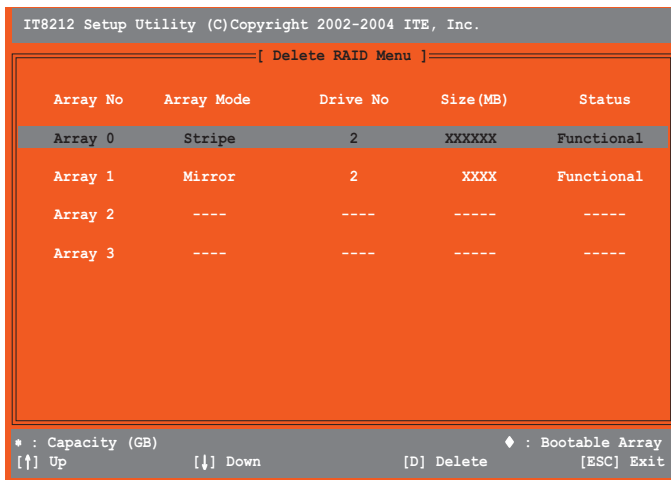 IT8212 Setup Utility (C)Copyright 2002-2004 ITE, Inc.
[ Delete RAID Menu ]
Array No Array Mode Drive No Size(MB) Status
Array 0 Stripe 2 XXXXXX Functional
Array 1 Mirror 2 XXXX Functional
Array 2 ---- ---- ----- -----
Array 3 ---- ---- ----- -----
* : Capacity (GB) ♦ : Bootable Array
[↑] Up [↓] Down [D] Delete [ESC] Exit